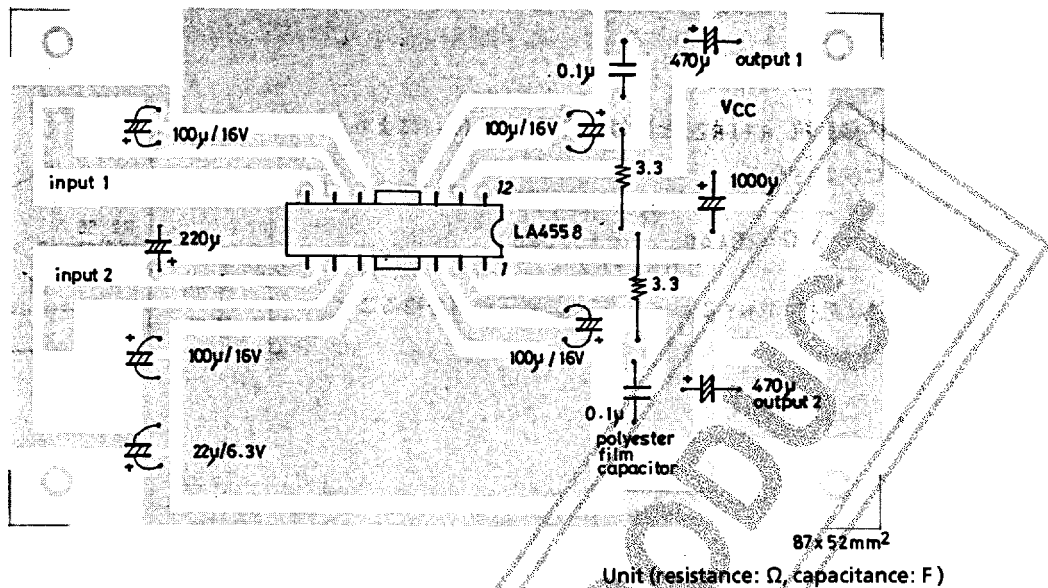 0.1μ
470μ
output 1
VCC
100μ/16V
100μ/16V
input 1
3.3
1000μ
12
LA4558
220μ
input 2
1
3.3
100μ/16V
100μ/16V
470μ
output 2
0.1μ
polyester
film
capacitor
22μ/6.3V
ODUCT
87x52mm²
Unit (resistance: Ω, capacitance: F)